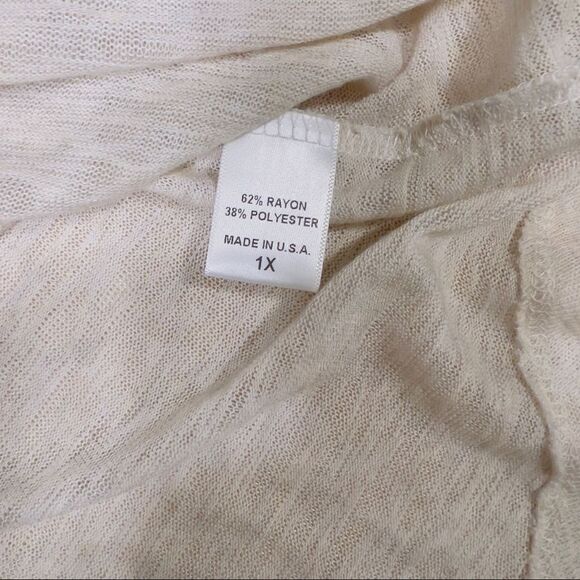 62% RAYON
38% POLYESTER
MADE IN U.S.A.
1X